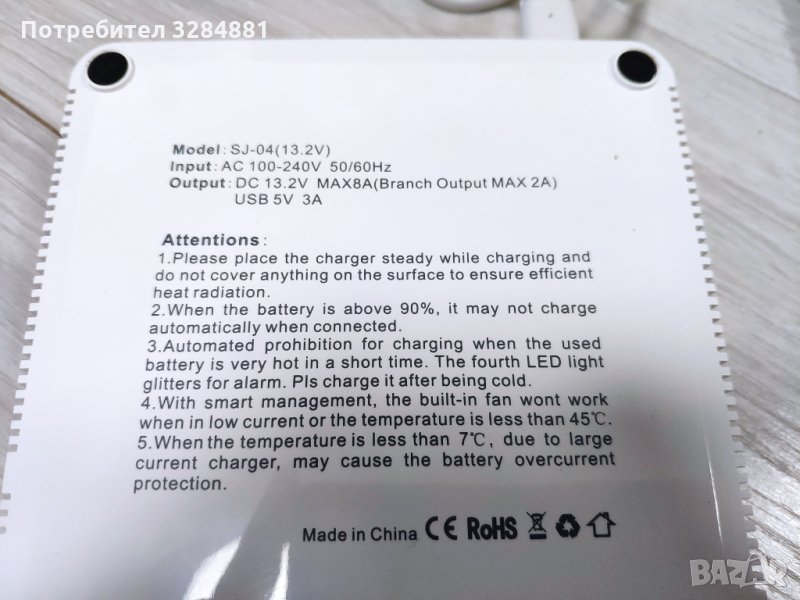 Потребител 3284881
Model: SJ-04(13.2V)
Input: AC 100-240V 50/60Hz
Output: DC 13.2V MAX8A(Branch Output MAX 2A)
USB 5V 3A
Attentions:
1.Please place the charger steady while charging and
do not cover anything on the surface to ensure efficient
heat radiation.
2.When the battery is above 90%, it may not charge
automatically when connected.
3.Automated prohibition for charging when the used
battery is very hot in a short time. The fourth LED light
glitters for alarm. Pls charge it after being cold.
4.With smart management, the built-in fan wont work
when in low current or the temperature is less than 45℃.
5.When the temperature is less than 7℃, due to large
current charger, may cause the battery overcurrent
protection.
Made in China CE RoHS
BAZAR